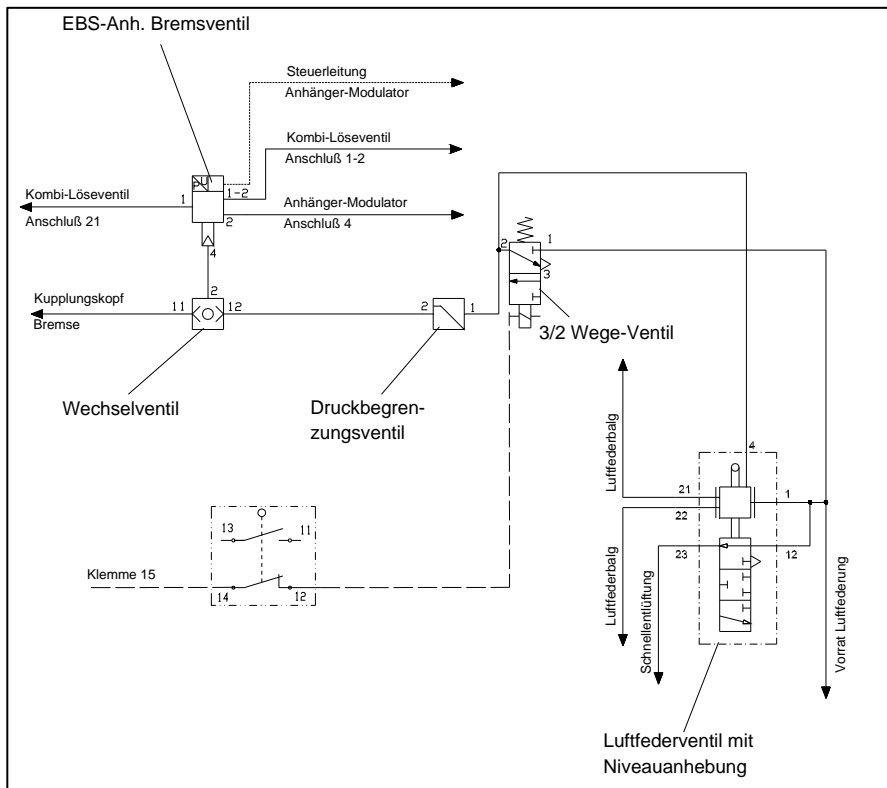 EBS-Anh. Bremsventil
Steuerleitung
Anhänger-Modulator
Kombi-Löseventil
Anschluß 1-2
pU
1-2
1
Kombi-Löseventil
Anschluß 21
2
Anhänger-Modulator
Anschluß 4
4
2
1
3
Kupplungskopf
Bremse
11
2
12
2
1
3/2 Wege-Ventil
Wechselventil
Druckbegren-
zungsventil
Luftfederbalg
4
21
1
22
23
12
13
11
Klemme 15
14
12
Luftfederbalg
Schnellentlüftung
Vorrat Luftfederung
Luftfederventil mit
Niveauanhebung